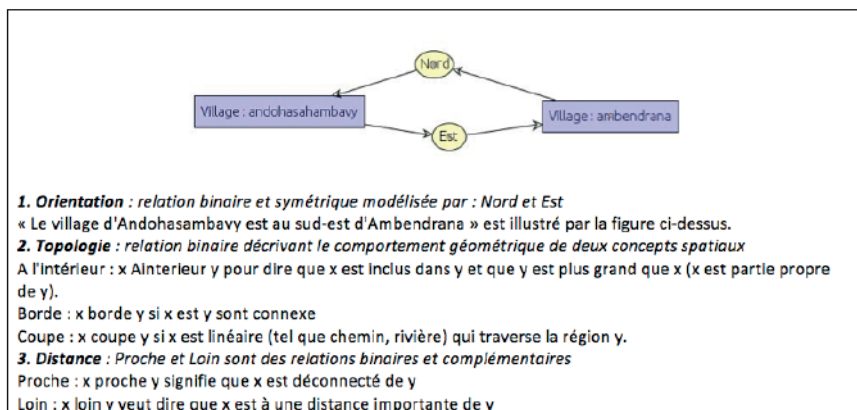 Nord
Village : andohasahambavy
Village : ambendrana
Est
1. Orientation : relation binaire et symétrique modélisée par : Nord et Est
« Le village d'Andohasambavy est au sud-est d'Ambendrana » est illustré par la figure ci-dessus.
2. Topologie : relation binaire décrivant le comportement géométrique de deux concepts spatiaux
A l'intérieur : x Ainterieur y pour dire que x est inclus dans y et que y est plus grand que x (x est partie propre
de y).
Borde : x borde y si x est y sont connexe
Coupe : x coupe y si x est linéaire (tel que chemin, rivière) qui traverse la région y.
3. Distance : Proche et Loin sont des relations binaires et complémentaires
Proche : x proche y signifie que x est déconnecté de y
Loin : x loin y veut dire que x est à une distance importante de y